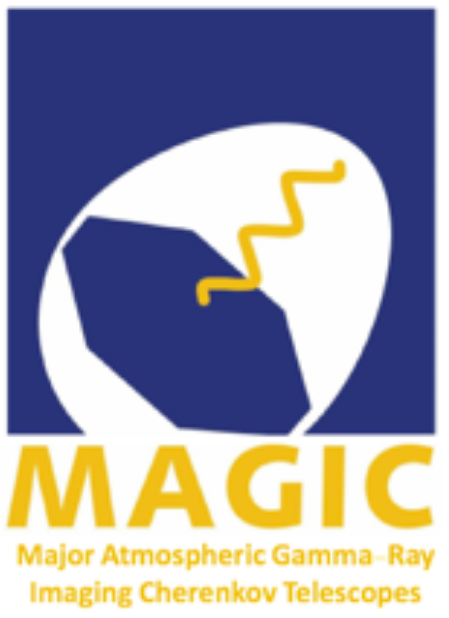 MAGIC
Major Atmospheric Gamma-Ray
Imaging Cherenkov Telescopes